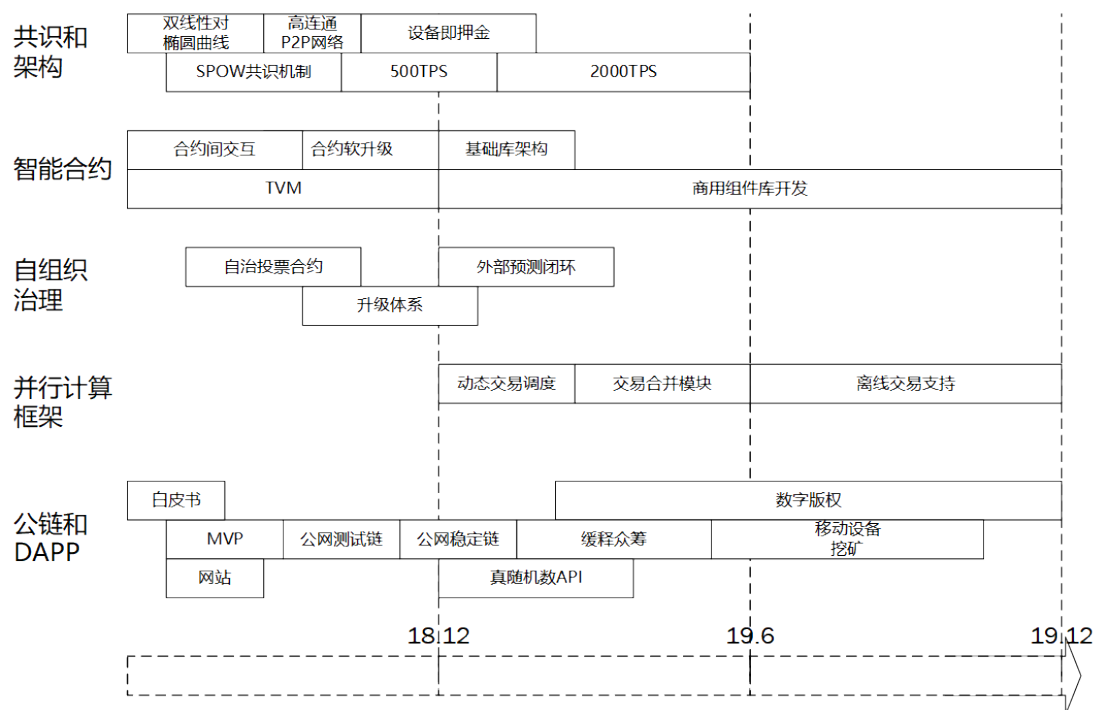 共识和
架构
双线性对
椭圆曲线
高连通
P2P网络
设备即押金
SPOW共识机制
500TPS
2000TPS
智能合约
合约间交互
合约软升级
基础库架构
TVM
商用组件库开发
自组织
治理
自治投票合约
外部预测闭环
升级体系
并行计算
框架
动态交易调度
交易合并模块
离线交易支持
公链和
DAPP
白皮书
数字版权
MVP
公网测试链
公网稳定链
缓释众筹
移动设备
挖矿
网站
真随机数API
18.12
19.6
19.12